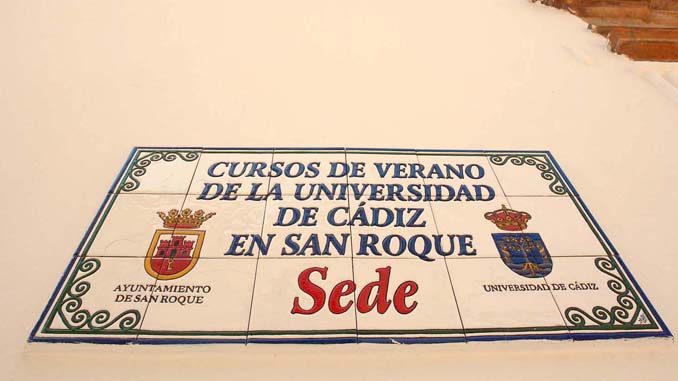 CURSOS DE VERANO
DE LA UNIVERSIDAD
DE CÁDIZ
EN SAN ROQUE
AYUNTAMIENTO
DE SAN ROQUE
Sede
UNIVERSIDAD DE CÁDIZ